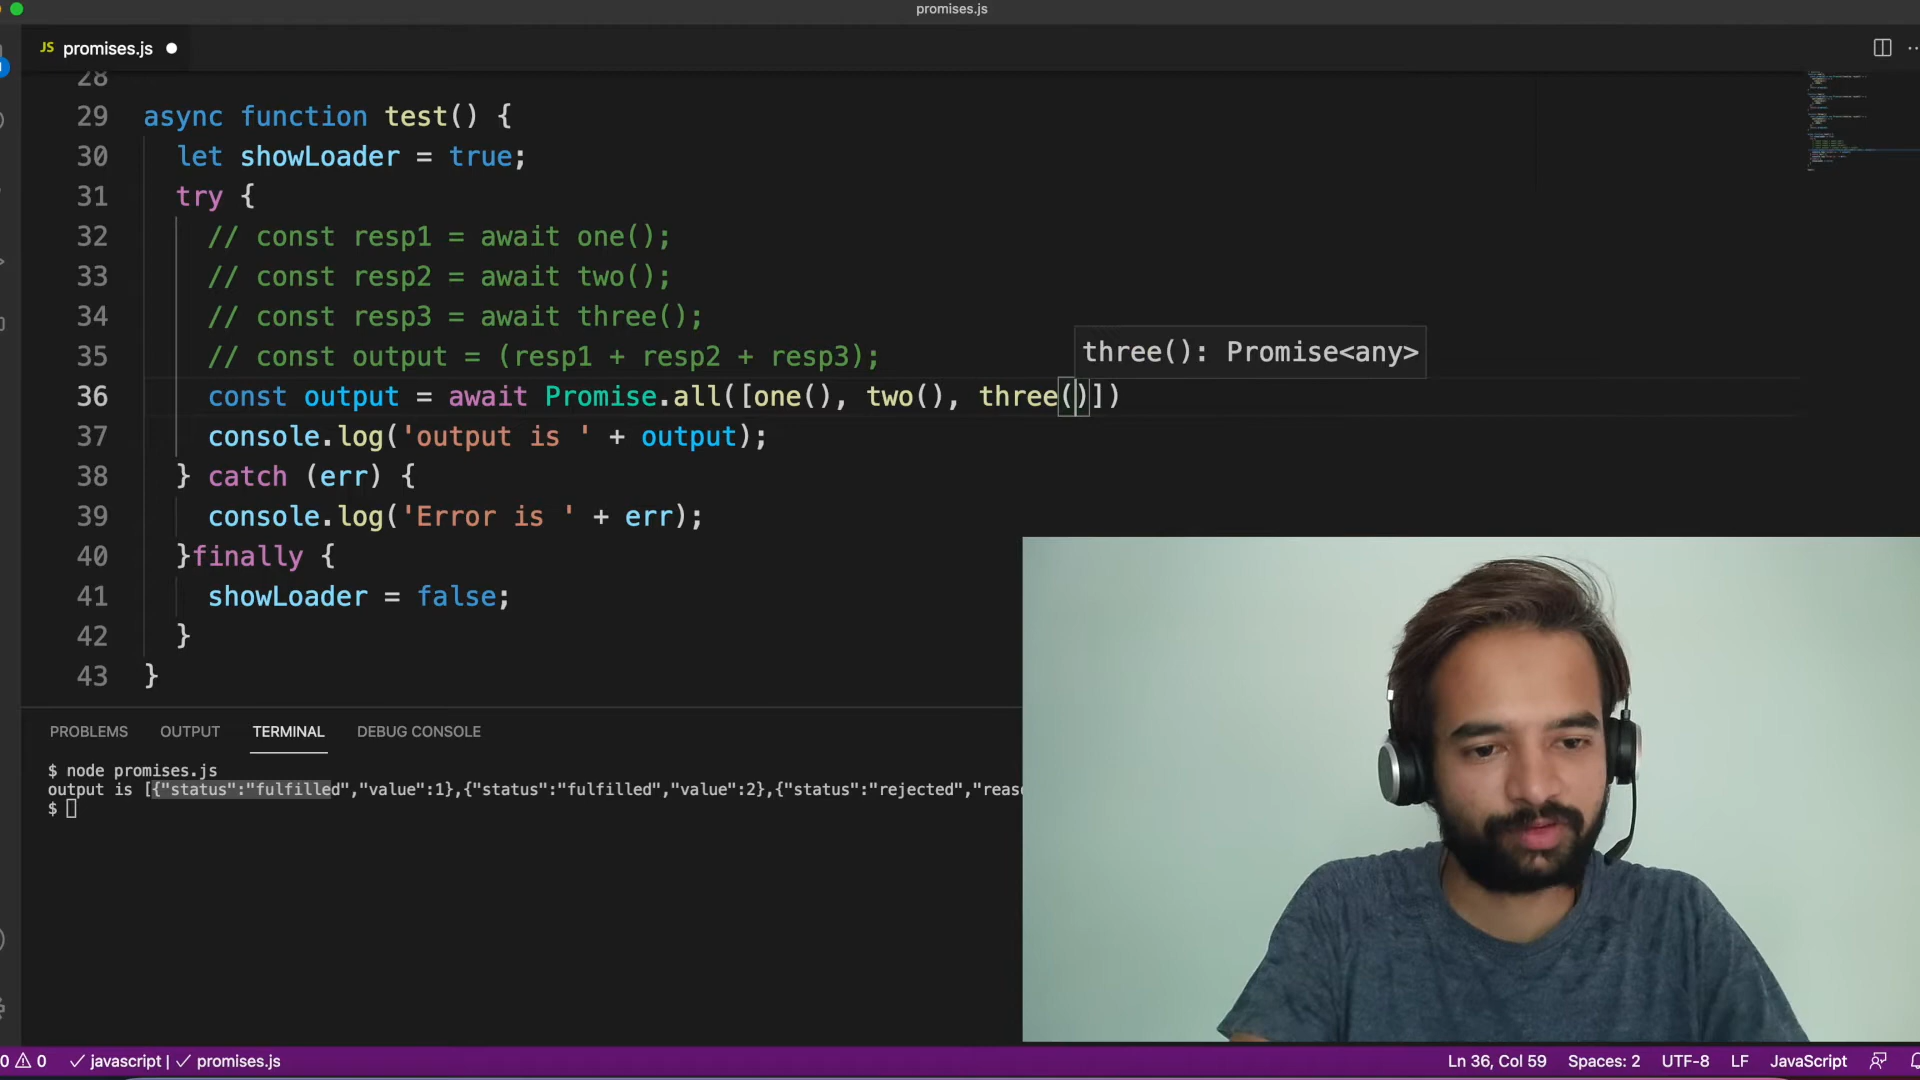 promises.js
JS promises.js
28
29 async function test() {
30 let showLoader = true;
31 try {
32 // const resp1 = await one();
33 // const resp2 = await two();
34 // const resp3 = await three();
35 // const output = (resp1 + resp2 + resp3);
three(): Promise<any>
36 const output = await Promise.all([one(), two(), three()])
37 console.log('output is ' + output);
38 } catch (err) {
39 console.log('Error is ' + err);
40 }finally {
41 showLoader = false;
42 }
43 }
PROBLEMS OUTPUT TERMINAL DEBUG CONSOLE
$ node promises.js
output is [{"status":"fulfilled","value":1},{"status":"fulfilled","value":2},{"status":"rejected","reas
$
0 0 javascript | promises.js Ln 36, Col 59 Spaces: 2 UTF-8 LF JavaScript